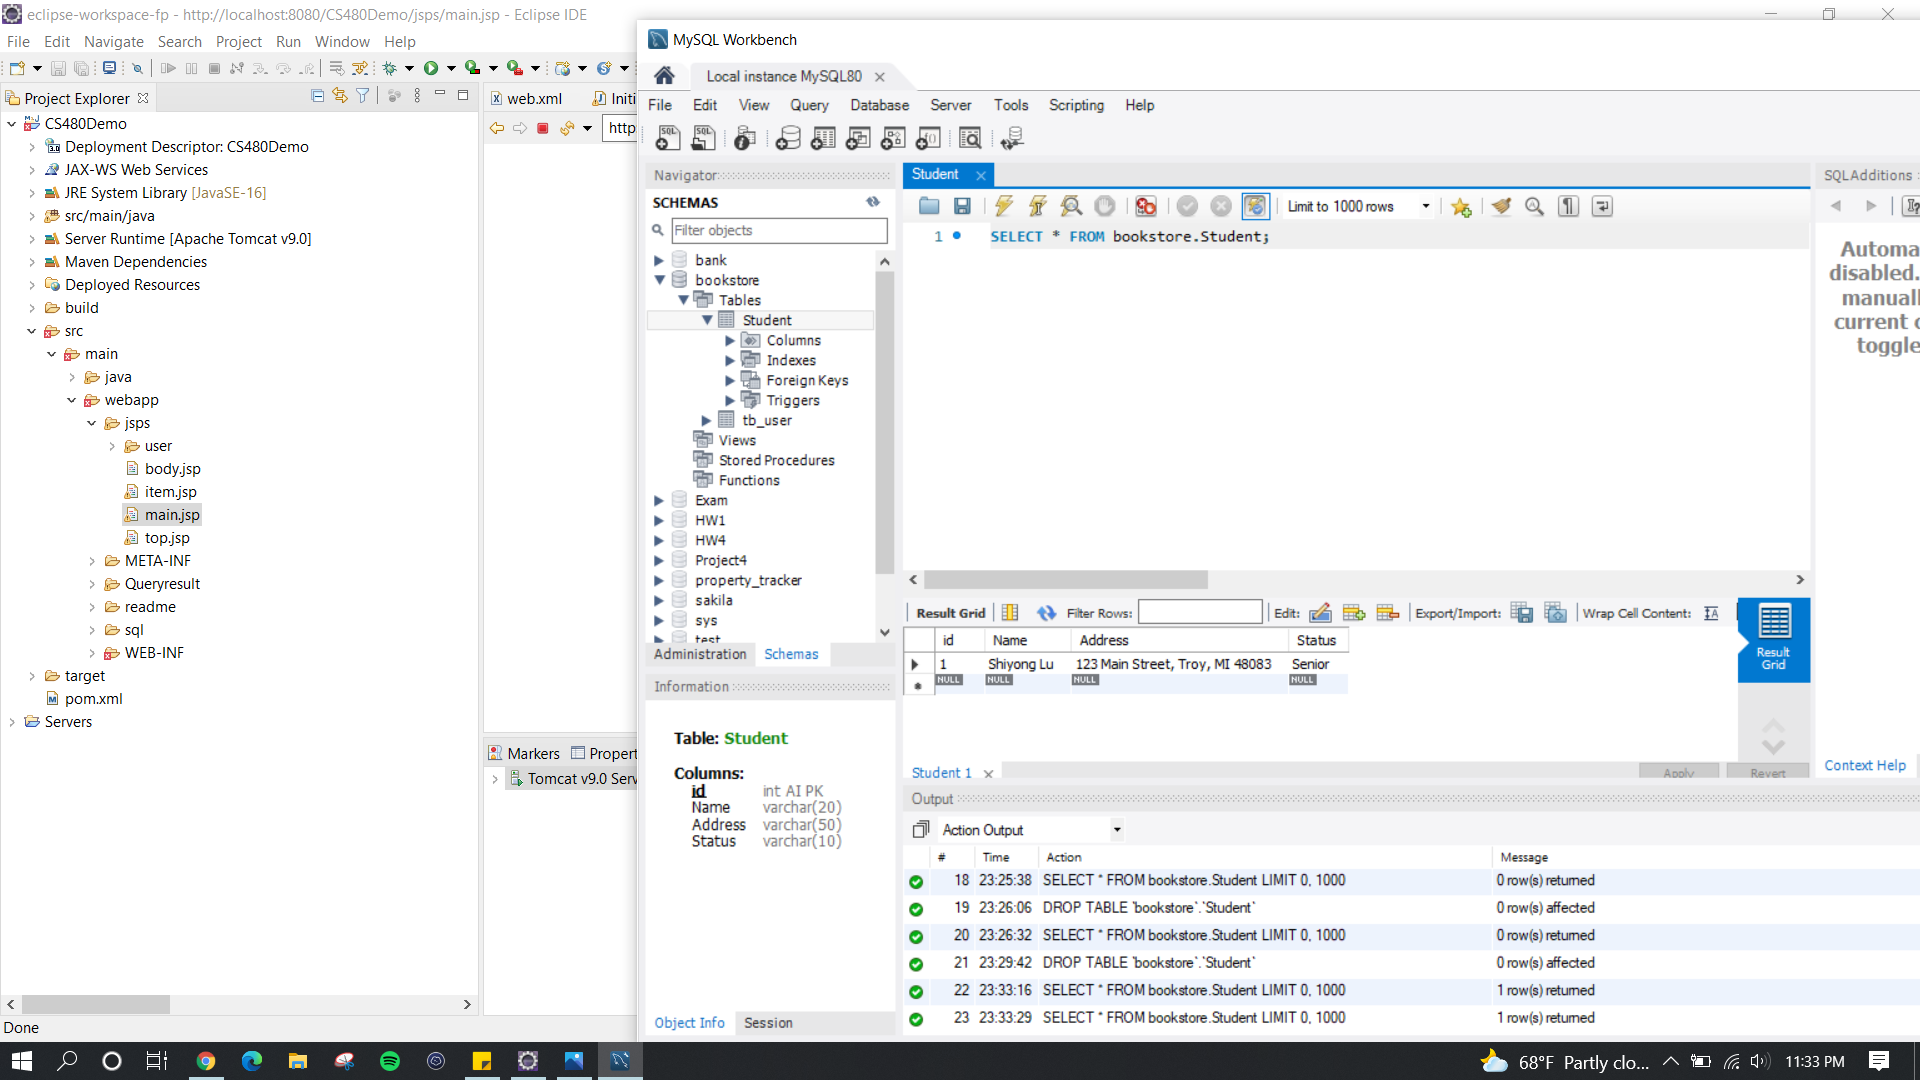 eclipse-workspace-fp - http://localhost:8080/CS480Demo/jsps/main.jsp - Eclipse IDE
File Edit Navigate Search Project Run Window Help
Project Explorer
CS480Demo
Deployment Descriptor: CS480Demo
JAX-WS Web Services
JRE System Library [JavaSE-16]
src/main/java
Server Runtime [Apache Tomcat v9.0]
Maven Dependencies
Deployed Resources
build
src
main
java
webapp
jsps
user
body.jsp
item.jsp
main.jsp
top.jsp
META-INF
Queryresult
readme
sql
WEB-INF
target
pom.xml
Servers
Done
web.xml
Initi
http
Markers Propert
Tomcat v9.0 Serv
MySQL Workbench
Local instance MySQL80
File Edit View Query Database Server Tools Scripting Help
Navigator
SCHEMAS
Filter objects
bank
bookstore
Tables
Student
Columns
Indexes
Foreign Keys
Triggers
tb_user
Views
Stored Procedures
Functions
Exam
HW1
HW4
Project4
property_tracker
sakila
sys
test
Administration Schemas
Information
Table: Student
Columns:
id int AI PK
Name varchar(20)
Address varchar(50)
Status varchar(10)
Object Info Session
Student
Limit to 1000 rows
1 SELECT * FROM bookstore.Student;
Result Grid Filter Rows: Edit: Export/Import: Wrap Cell Content:
id Name Address Status
1 Shiyong Lu 123 Main Street, Troy, MI 48083 Senior
NULL NULL NULL NULL
Result
Grid
Student 1
Apply Revert
SQLAdditions
Automa
disabled.
manuall
current c
toggle
Context Help
Output
Action Output
# Time Action Message
18 23:25:38 SELECT * FROM bookstore.Student LIMIT 0, 1000 0 row(s) returned
19 23:26:06 DROP TABLE `bookstore`.`Student` 0 row(s) affected
20 23:26:32 SELECT * FROM bookstore.Student LIMIT 0, 1000 0 row(s) returned
21 23:29:42 DROP TABLE `bookstore`.`Student` 0 row(s) affected
22 23:33:16 SELECT * FROM bookstore.Student LIMIT 0, 1000 1 row(s) returned
23 23:33:29 SELECT * FROM bookstore.Student LIMIT 0, 1000 1 row(s) returned
68°F Partly clo... 11:33 PM